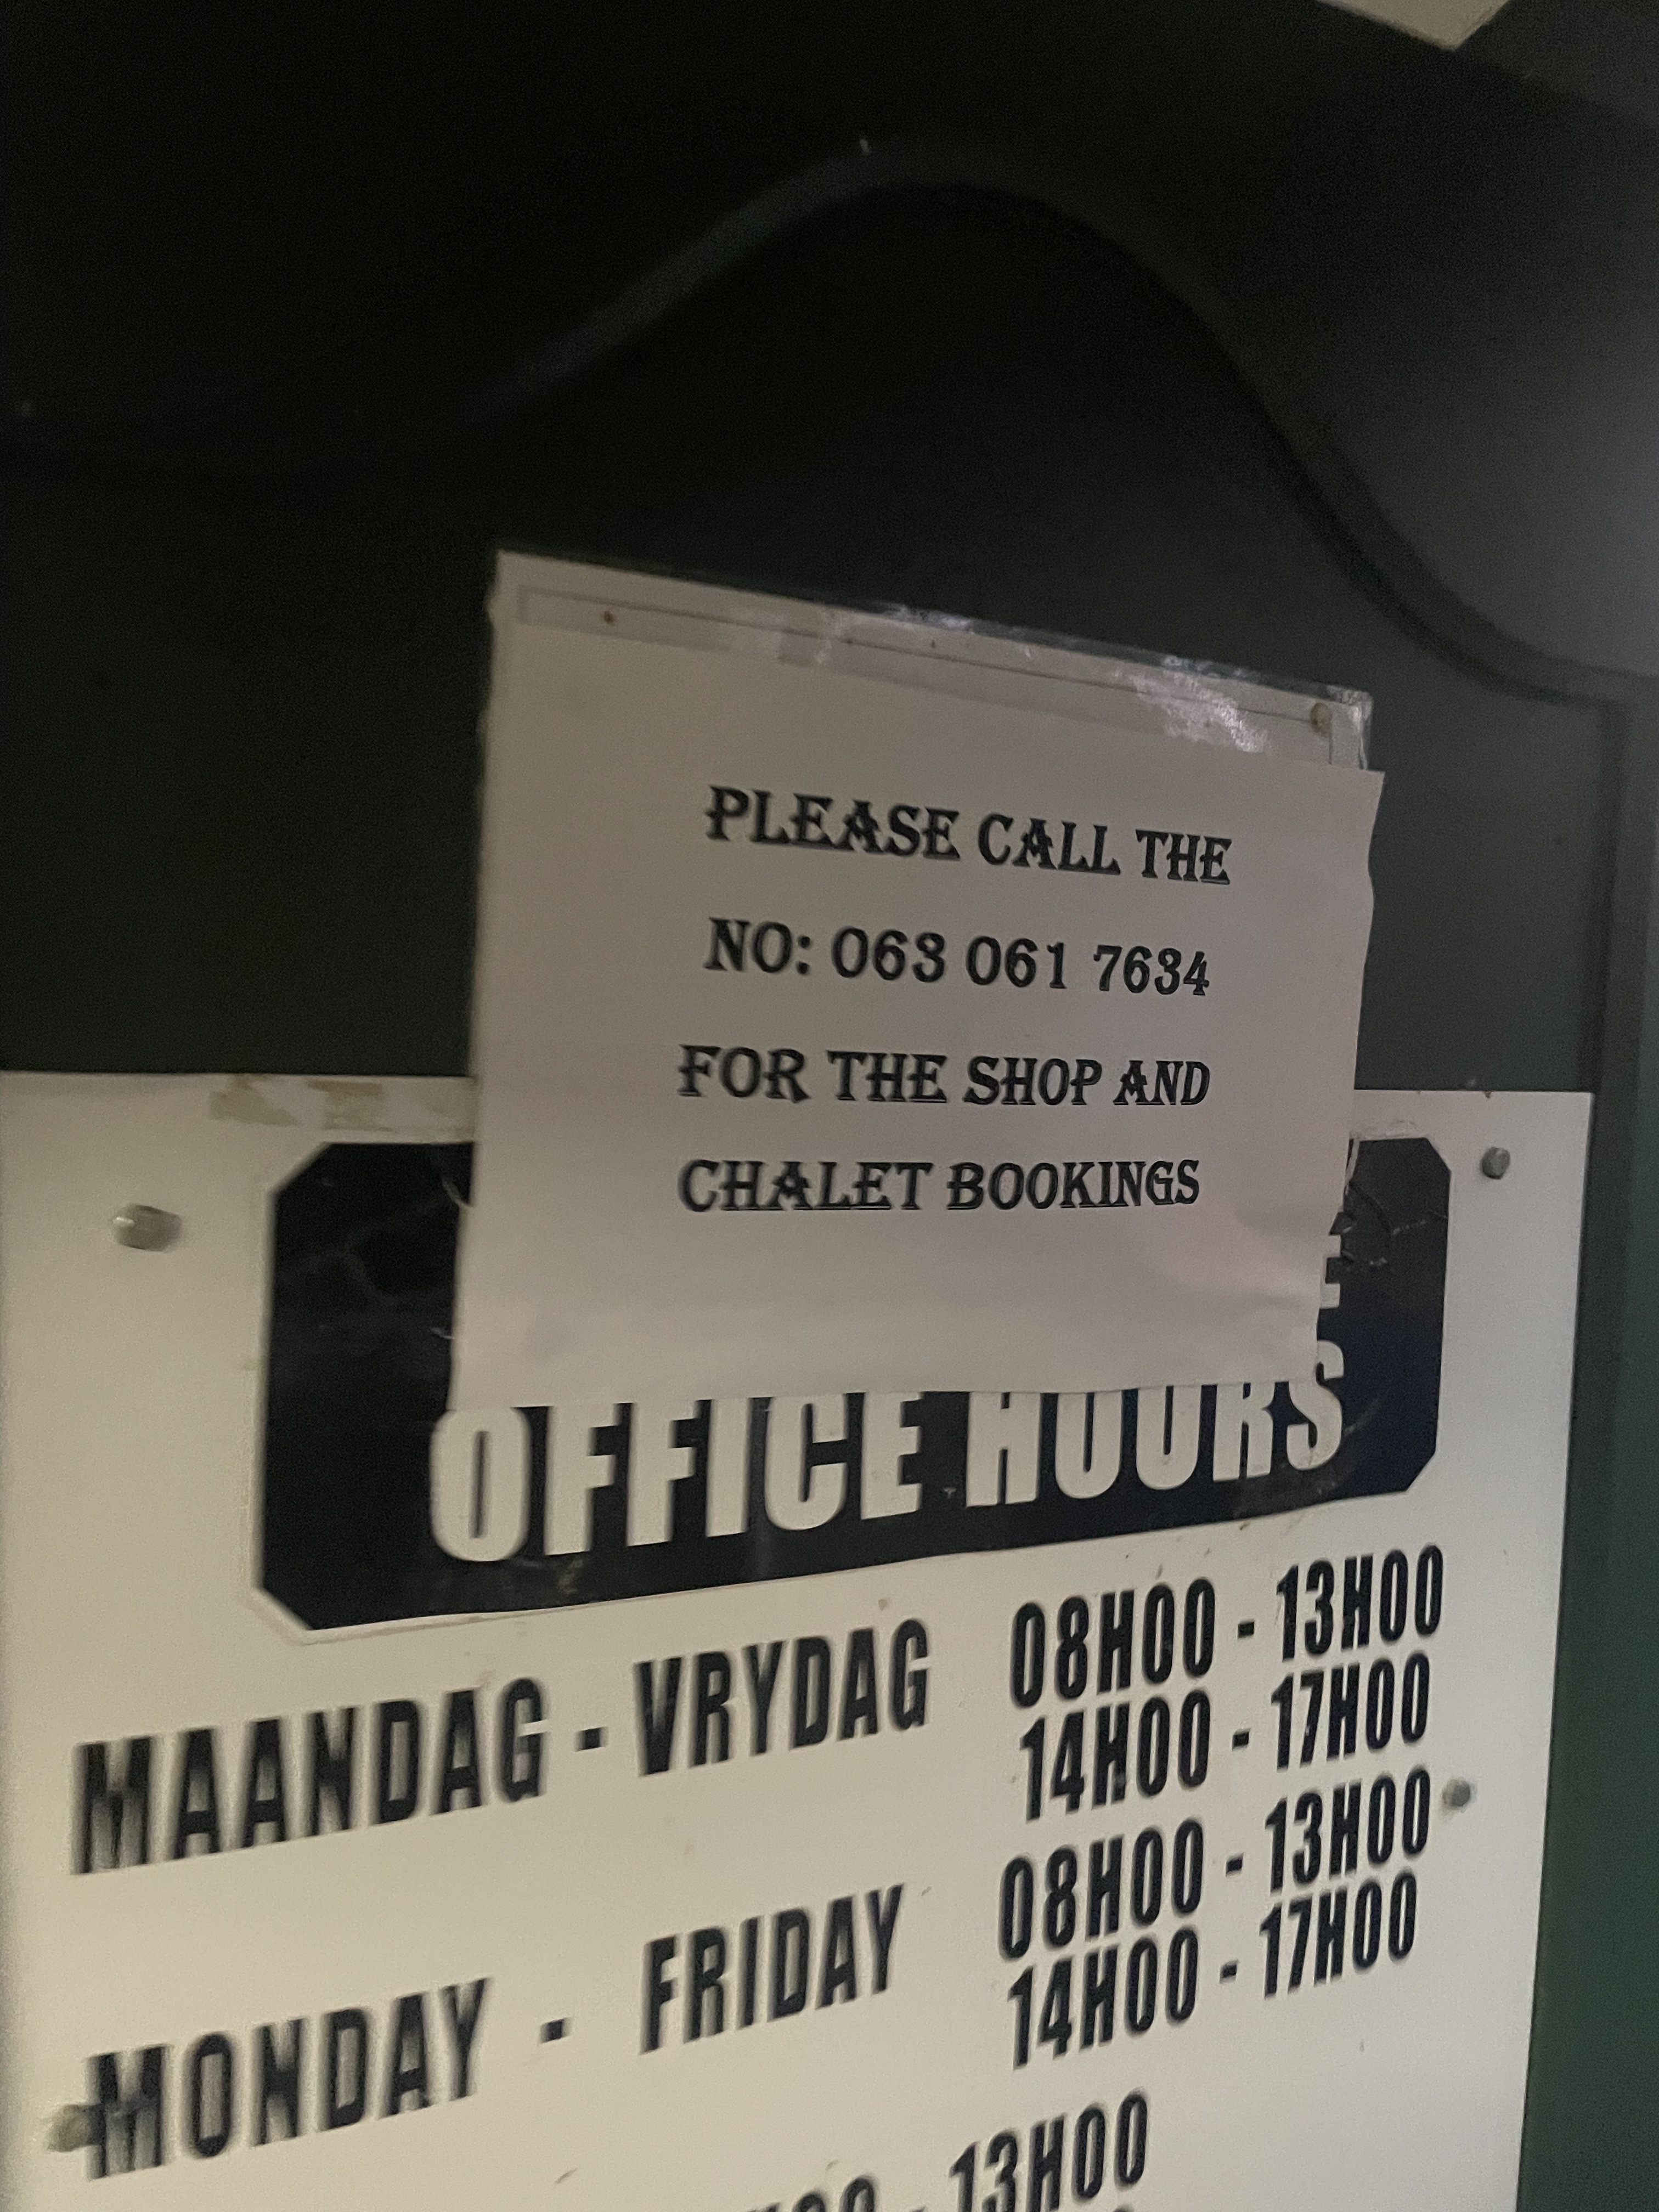 PLEASE CALL THE
NO: 063 061 7634
FOR THE SHOP AND
CHALET BOOKINGS
OFFICE HOURS
MAANDAG - VRYDAG 08H00 - 13H00
14H00 - 17H00
MONDAY - FRIDAY 08H00 - 13H00
14H00 - 17H00
- 13H00